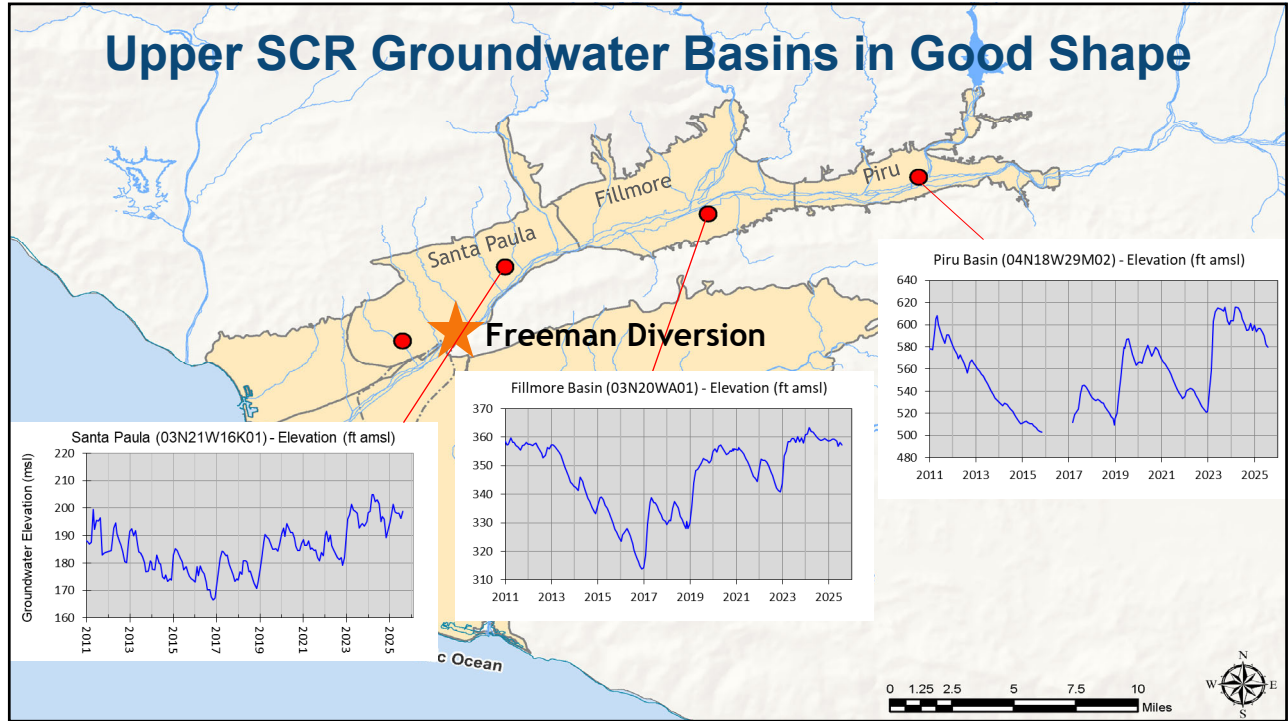 Upper SCR Groundwater Basins in Good Shape
Piru
Fillmore
Santa Paula
Freeman Diversion
Piru Basin (04N18W29M02) - Elevation (ft amsl)
640
620
600
580
560
540
520
500
480
2011 2013 2015 2017 2019 2021 2023 2025
Fillmore Basin (03N20WA01) - Elevation (ft amsl)
370
360
350
340
330
320
310
2011 2013 2015 2017 2019 2021 2023 2025
Santa Paula (03N21W16K01) - Elevation (ft amsl)
Groundwater Elevation (msl)
220
210
200
190
180
170
160
2011 2013 2015 2017 2019 2021 2023 2025
c Ocean
0 1.25 2.5 5 7.5 10
Miles
N
W E
S